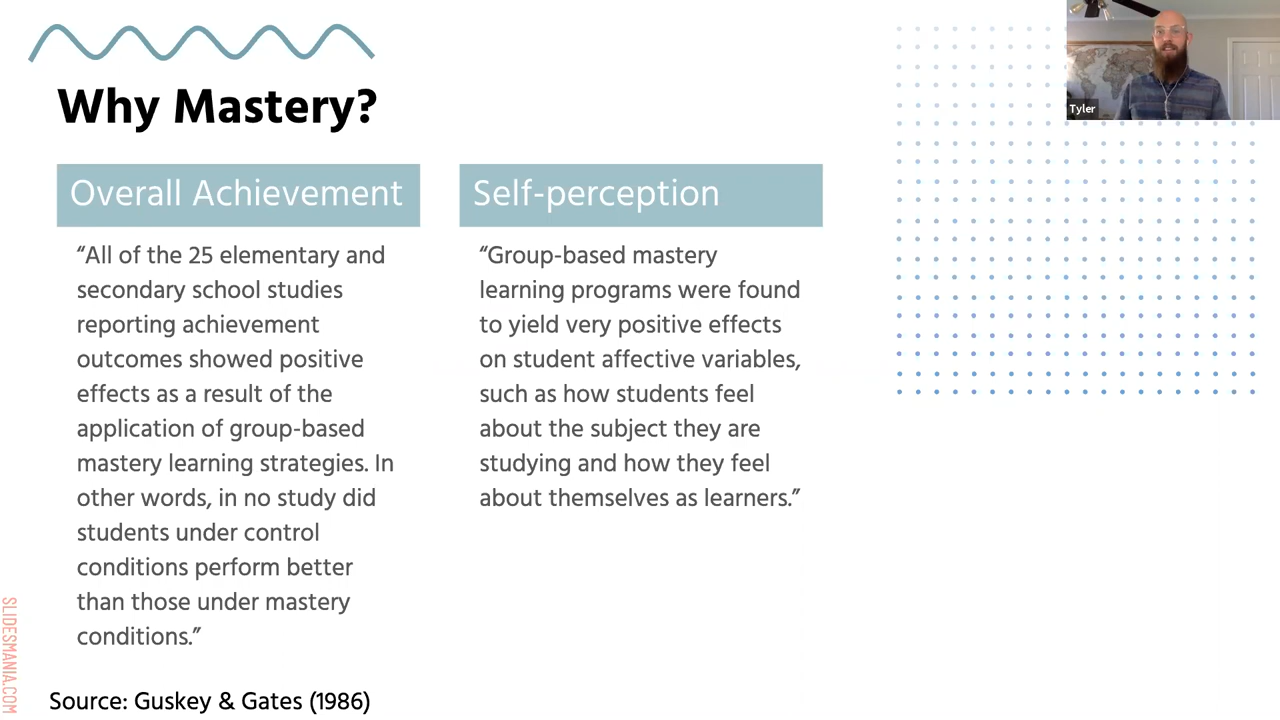 Why Mastery?
Tyler
Overall Achievement
“All of the 25 elementary and
secondary school studies
reporting achievement
outcomes showed positive
effects as a result of the
application of group-based
mastery learning strategies. In
other words, in no study did
students under control
conditions perform better
than those under mastery
conditions.”
Self-perception
“Group-based mastery
learning programs were found
to yield very positive effects
on student affective variables,
such as how students feel
about the subject they are
studying and how they feel
about themselves as learners.”
Source: Guskey & Gates (1986)
SLIDESMANIA.COM